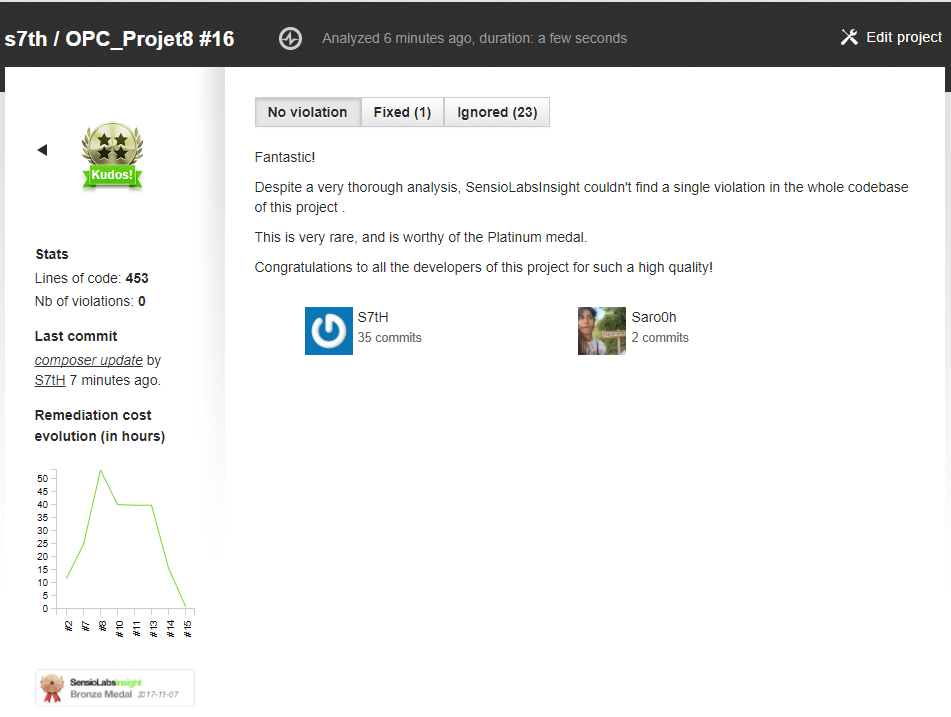 s7th / OPC_Projet8 #16
Analyzed 6 minutes ago, duration: a few seconds
Edit project
Kudos!
Stats
Lines of code: 453
Nb of violations: 0
Last commit
composer update by
S7tH 7 minutes ago.
Remediation cost
evolution (in hours)
50
45
40
35
30
25
20
15
10
5
0
#2
#7
#8
#10
#11
#13
#14
#15
SensioLabsInsight
Bronze Medal 2017-11-07
No violation
Fixed (1)
Ignored (23)
Fantastic!
Despite a very thorough analysis, SensioLabsInsight couldn't find a single violation in the whole codebase
of this project .
This is very rare, and is worthy of the Platinum medal.
Congratulations to all the developers of this project for such a high quality!
S7tH
35 commits
Saro0h
2 commits